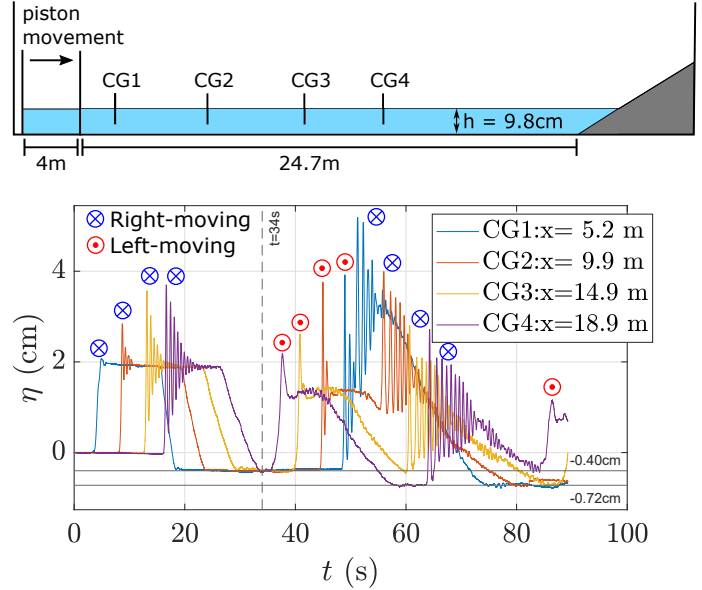 piston
movement
CG1 CG2 CG3 CG4
h = 9.8cm
4m 24.7m
Right-moving
Left-moving
t=34s
CG1:x= 5.2 m
CG2:x= 9.9 m
CG3:x=14.9 m
CG4:x=18.9 m
η (cm)
4
2
0
-0.40cm
-0.72cm
0 20 40 60 80 100
t (s)